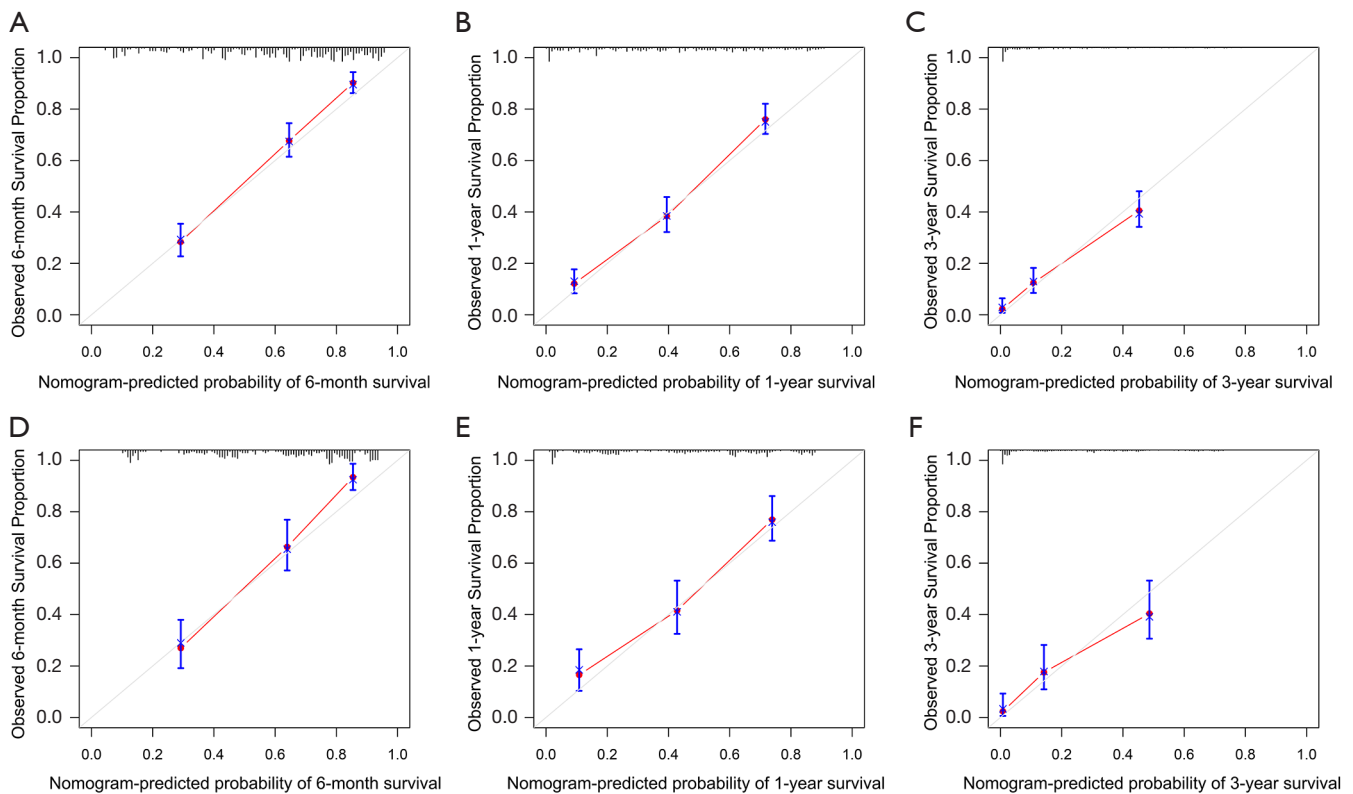 A
Observed 6-month Survival Proportion
1.0
0.8
0.6
0.4
0.2
0.0
0.0 0.2 0.4 0.6 0.8 1.0
Nomogram-predicted probability of 6-month survival
B
Observed 1-year Survival Proportion
1.0
0.8
0.6
0.4
0.2
0.0
0.0 0.2 0.4 0.6 0.8 1.0
Nomogram-predicted probability of 1-year survival
C
Observed 3-year Survival Proportion
1.0
0.8
0.6
0.4
0.2
0.0
0.0 0.2 0.4 0.6 0.8 1.0
Nomogram-predicted probability of 3-year survival
D
Observed 6-month Survival Proportion
1.0
0.8
0.6
0.4
0.2
0.0
0.0 0.2 0.4 0.6 0.8 1.0
Nomogram-predicted probability of 6-month survival
E
Observed 1-year Survival Proportion
1.0
0.8
0.6
0.4
0.2
0.0
0.0 0.2 0.4 0.6 0.8 1.0
Nomogram-predicted probability of 1-year survival
F
Observed 3-year Survival Proportion
1.0
0.8
0.6
0.4
0.2
0.0
0.0 0.2 0.4 0.6 0.8 1.0
Nomogram-predicted probability of 3-year survival